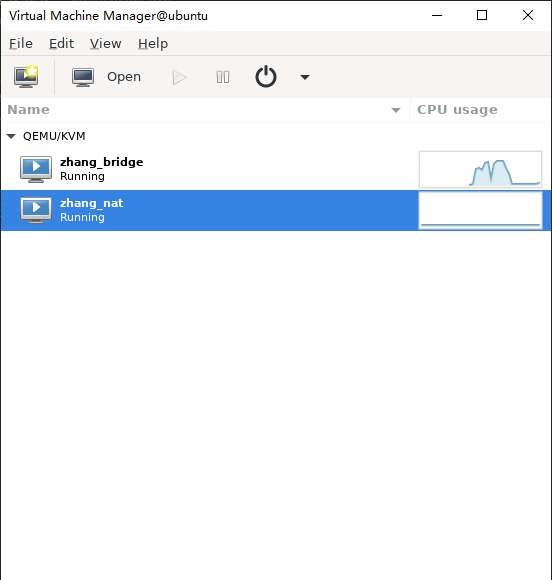 Virtual Machine Manager@ubuntu
File Edit View Help
Open
Name CPU usage
QEMU/KVM
zhang_bridge
Running
zhang_nat
Running